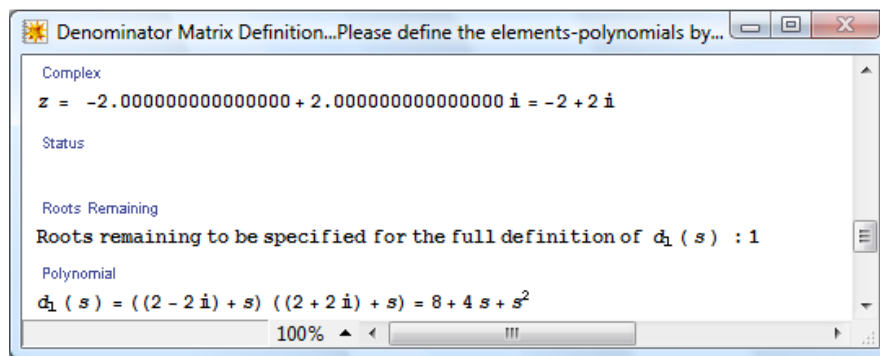 Denominator Matrix Definition...Please define the elements-polynomials by...
Complex
z = -2.000000000000000 + 2.000000000000000 i = -2 + 2 i
Status
Roots Remaining
Roots remaining to be specified for the full definition of d₁ ( s ) : 1
Polynomial
d₁ ( s ) = ((2 - 2 i) + s) ((2 + 2 i) + s) = 8 + 4 s + s²
100%